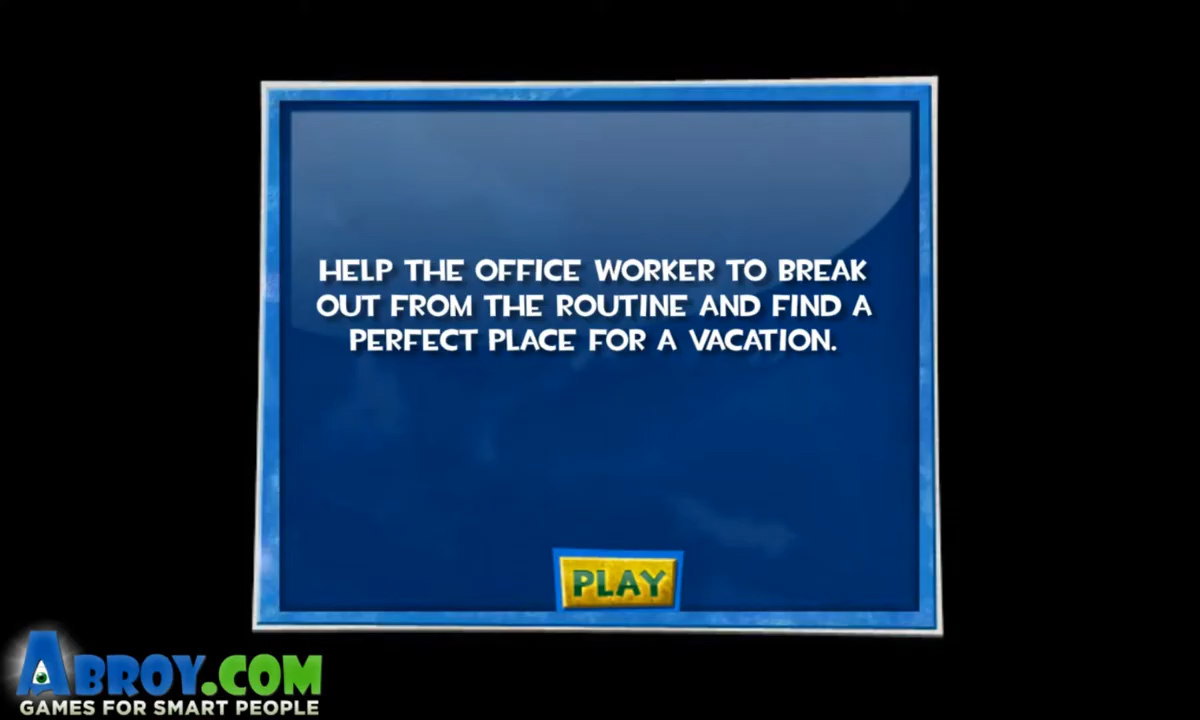 HELP THE OFFICE WORKER TO BREAK
OUT FROM THE ROUTINE AND FIND A
PERFECT PLACE FOR A VACATION.
PLAY
ABROY.COM
GAMES FOR SMART PEOPLE